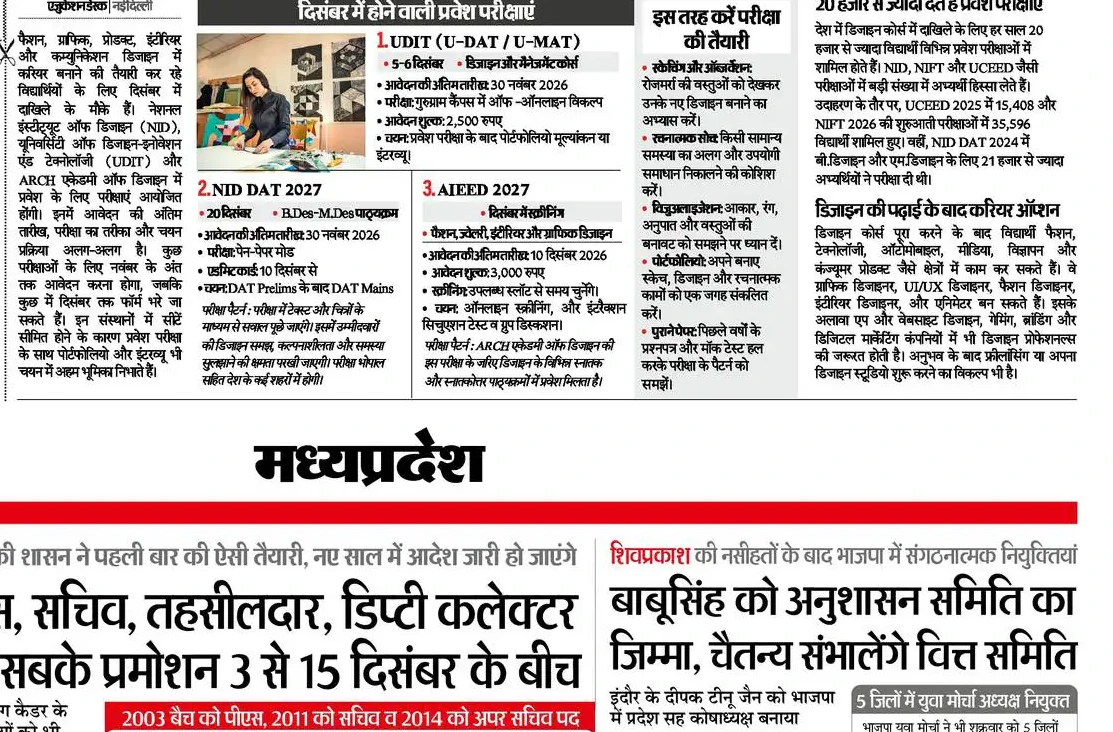 एजुकेशन डेस्क | नई दिल्ली
फैशन, ग्राफिक, प्रोडक्ट, इंटीरियर
और कम्युनिकेशन डिजाइन में
करियर बनाने की तैयारी कर रहे
विद्यार्थियों के लिए दिसंबर में
दाखिले के मौके हैं। नेशनल
इंस्टीट्यूट ऑफ डिजाइन (NID),
यूनिवर्सिटी ऑफ डिजाइन-इनोवेशन
एंड टेक्नोलॉजी (UDIT) और
ARCH एकेडमी ऑफ डिजाइन में
प्रवेश के लिए परीक्षाएं आयोजित
होंगी। इनमें आवेदन की अंतिम
तारीख, परीक्षा का तरीका और चयन
प्रक्रिया अलग-अलग है। कुछ
परीक्षाओं के लिए नवंबर के अंत
तक आवेदन करना होगा, जबकि
कुछ में दिसंबर तक फॉर्म भरे जा
सकते हैं। इन संस्थानों में सीटें
सीमित होने के कारण प्रवेश परीक्षा
के साथ पोर्टफोलियो और इंटरव्यू भी
चयन में अहम भूमिका निभाते हैं।
दिसंबर में होने वाली प्रवेश परीक्षाएं
1.UDIT (U-DAT / U-MAT)
• 5-6 दिसंबर • डिजाइन और मैनेजमेंट कोर्स
• आवेदन की अंतिम तारीख: 30 नवंबर 2026
• परीक्षा: गुरुग्राम कैंपस में ऑफ -ऑनलाइन विकल्प
• आवेदन शुल्क: 2,500 रुपए
• चयन: प्रवेश परीक्षा के बाद पोर्टफोलियो मूल्यांकन या
इंटरव्यू।
2.NID DAT 2027
• 20 दिसंबर • B.Des-M.Des पाठ्यक्रम
• आवेदन की अंतिम तारीख: 30 नवंबर 2026
• परीक्षा: पेन-पेपर मोड
• एडमिट कार्ड: 10 दिसंबर से
• चयन: DAT Prelims के बाद DAT Mains
परीक्षा पैटर्न : परीक्षा में टेक्स्ट और चित्रों के
माध्यम से सवाल पूछे जाएंगे। इसमें उम्मीदवारों
की डिजाइन समझ, कल्पनाशीलता और समस्या
सुलझाने की क्षमता परखी जाएगी। परीक्षा भोपाल
सहित देश के कई शहरों में होगी।
3. AIEED 2027
• दिसंबर में स्क्रीनिंग
• फैशन, ज्वेलरी, इंटीरियर और ग्राफिक डिजाइन
• आवेदन की अंतिम तारीख: 10 दिसंबर 2026
• आवेदन शुल्क: 3,000 रुपए
• स्क्रीनिंग: उपलब्ध स्लॉट से समय चुनेंगे।
• चयन: ऑनलाइन स्क्रीनिंग, और इंटरैक्शन
सिचुएशन टेस्ट व ग्रुप डिस्कशन।
परीक्षा पैटर्न : ARCH एकेडमी ऑफ डिजाइन की
इस परीक्षा के जरिए डिजाइन के विभिन्न स्नातक
और स्नातकोत्तर पाठ्यक्रमों में प्रवेश मिलता है।
इस तरह करें परीक्षा
की तैयारी
• स्केचिंग और ऑब्जर्वेशन:
रोजमर्रा की वस्तुओं को देखकर
उनके नए डिजाइन बनाने का
अभ्यास करें।
• रचनात्मक सोच: किसी सामान्य
समस्या का अलग और उपयोगी
समाधान निकालने की कोशिश
करें।
• विजुअलाइजेशन: आकार, रंग,
अनुपात और वस्तुओं की
बनावट को समझने पर ध्यान दें।
• पोर्टफोलियो: अपने बनाए
स्केच, डिजाइन और रचनात्मक
कामों को एक जगह संकलित
करें।
• पुराने पेपर: पिछले वर्षों के
प्रश्नपत्र और मॉक टेस्ट हल
करके परीक्षा के पैटर्न को
समझें।
20 हजार से ज्यादा देते हैं प्रवेश परीक्षाएं
देश में डिजाइन कोर्स में दाखिले के लिए हर साल 20
हजार से ज्यादा विद्यार्थी विभिन्न प्रवेश परीक्षाओं में
शामिल होते हैं। NID, NIFT और UCEED जैसी
परीक्षाओं में बड़ी संख्या में अभ्यर्थी हिस्सा लेते हैं।
उदाहरण के तौर पर, UCEED 2025 में 15,408 और
NIFT 2026 की शुरुआती परीक्षाओं में 35,596
विद्यार्थी शामिल हुए। वहीं, NID DAT 2024 में
बी.डिजाइन और एम.डिजाइन के लिए 21 हजार से ज्यादा
अभ्यर्थियों ने परीक्षा दी थी।
डिजाइन की पढ़ाई के बाद करियर ऑप्शन
डिजाइन कोर्स पूरा करने के बाद विद्यार्थी फैशन,
टेक्नोलॉजी, ऑटोमोबाइल, मीडिया, विज्ञापन और
कंज्यूमर प्रोडक्ट जैसे क्षेत्रों में काम कर सकते हैं। वे
ग्राफिक डिजाइनर, UI/UX डिजाइनर, फैशन डिजाइनर,
इंटीरियर डिजाइनर, और एनिमेटर बन सकते हैं। इसके
अलावा एप और वेबसाइट डिजाइन, गेमिंग, ब्रांडिंग और
डिजिटल मार्केटिंग कंपनियों में भी डिजाइन प्रोफेशनल्स
की जरूरत होती है। अनुभव के बाद फ्रीलांसिंग या अपना
डिजाइन स्टूडियो शुरू करने का विकल्प भी है।
मध्यप्रदेश
की शासन ने पहली बार की ऐसी तैयारी, नए साल में आदेश जारी हो जाएंगे
स, सचिव, तहसीलदार, डिप्टी कलेक्टर
सबके प्रमोशन 3 से 15 दिसंबर के बीच
ग कैडर के
2003 बैच को पीएस, 2011 को सचिव व 2014 को अपर सचिव पद
शिवप्रकाश की नसीहतों के बाद भाजपा में संगठनात्मक नियुक्तियां
बाबूसिंह को अनुशासन समिति का
जिम्मा, चैतन्य संभालेंगे वित्त समिति
इंदौर के दीपक टीनू जैन को भाजपा
में प्रदेश सह कोषाध्यक्ष बनाया
5 जिलों में युवा मोर्चा अध्यक्ष नियुक्त
भाजपा युवा मोर्चा ने भी शुक्रवार को 5 जिलों